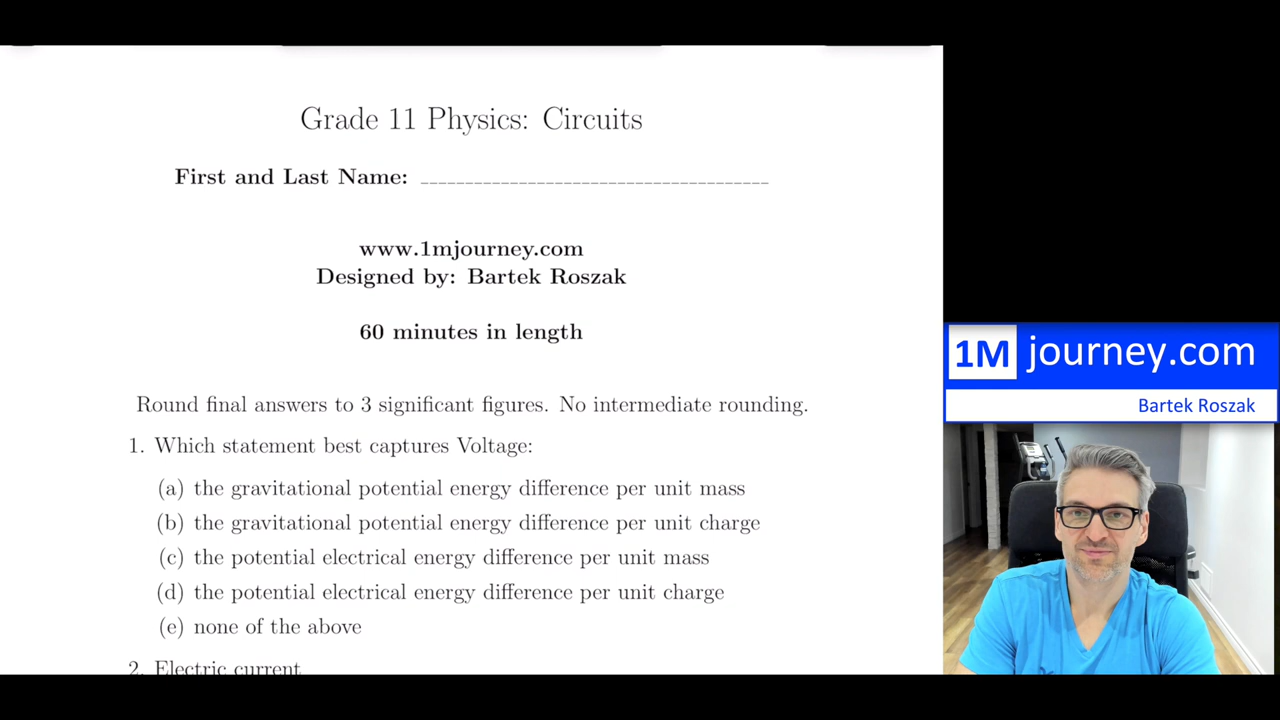 Grade 11 Physics: Circuits
First and Last Name: ______________________________________
www.1mjourney.com
Designed by: Bartek Roszak
60 minutes in length
Round final answers to 3 significant figures. No intermediate rounding.
1. Which statement best captures Voltage:
(a) the gravitational potential energy difference per unit mass
(b) the gravitational potential energy difference per unit charge
(c) the potential electrical energy difference per unit mass
(d) the potential electrical energy difference per unit charge
(e) none of the above
2. Electric current
1M journey.com
Bartek Roszak